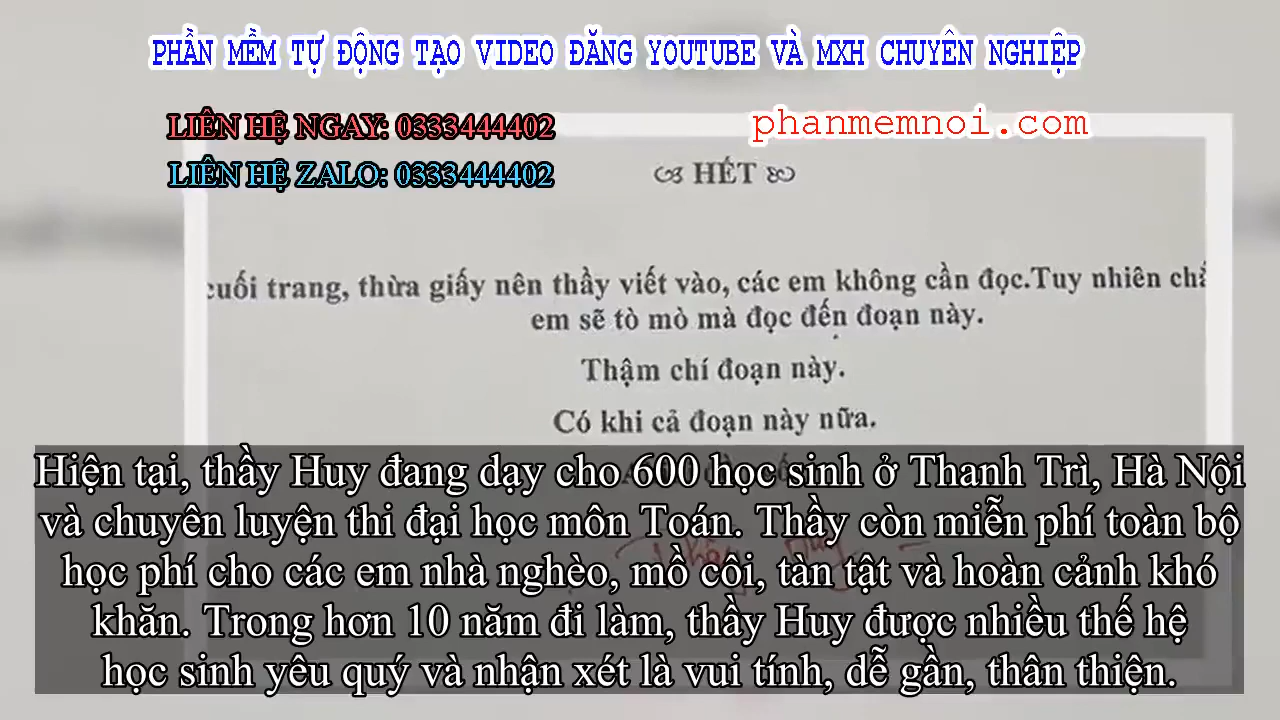 PHẦN MỀM TỰ ĐỘNG TẠO VIDEO ĐĂNG YOUTUBE VÀ MXH CHUYÊN NGHIỆP
LIÊN HỆ NGAY: 0333444402
phanmemnoi.com
LIÊN HỆ ZALO: 0333444402
HẾT
cuối trang, thừa giấy nên thầy viết vào, các em không cần đọc.Tuy nhiên
em sẽ tò mò mà đọc đến đoạn này.
Thậm chí đoạn này.
Có khi cả đoạn này nữa.
Hiện tại, thầy Huy đang dạy cho 600 học sinh ở Thanh Trì, Hà Nội
và chuyên luyện thi đại học môn Toán. Thầy còn miễn phí toàn bộ
học phí cho các em nhà nghèo, mồ côi, tàn tật và hoàn cảnh khó
khăn. Trong hơn 10 năm đi làm, thầy Huy được nhiều thế hệ
học sinh yêu quý và nhận xét là vui tính, dễ gần, thân thiện.